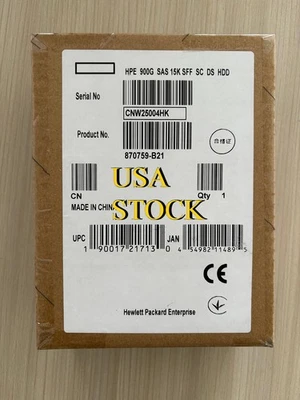 HPE 900G SAS 15K SFF SC DS HDD
Serial No
CNW25004HK
Product No.
870759-B21
CN
Qty 1
USA
STOCK
MADE IN CHIN
UPC
1 90017 21713 0
JAN
4 54982 11489 5
CE
Hewlett Packard Enterprise